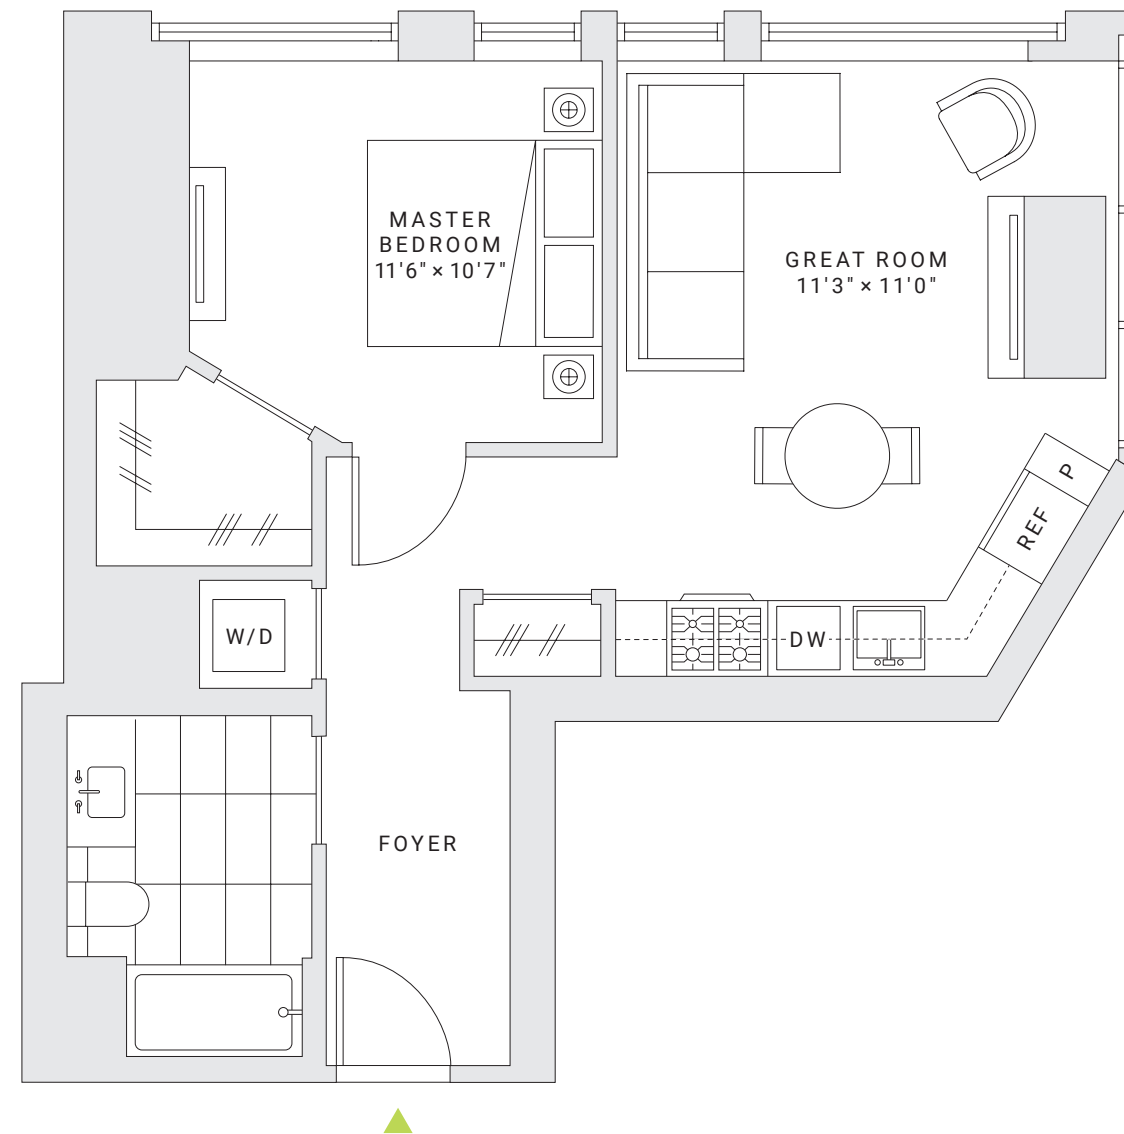 MASTER
BEDROOM
11'6" × 10'7"
GREAT ROOM
11'3" × 11'0"
P
REF
W/D
DW
FOYER